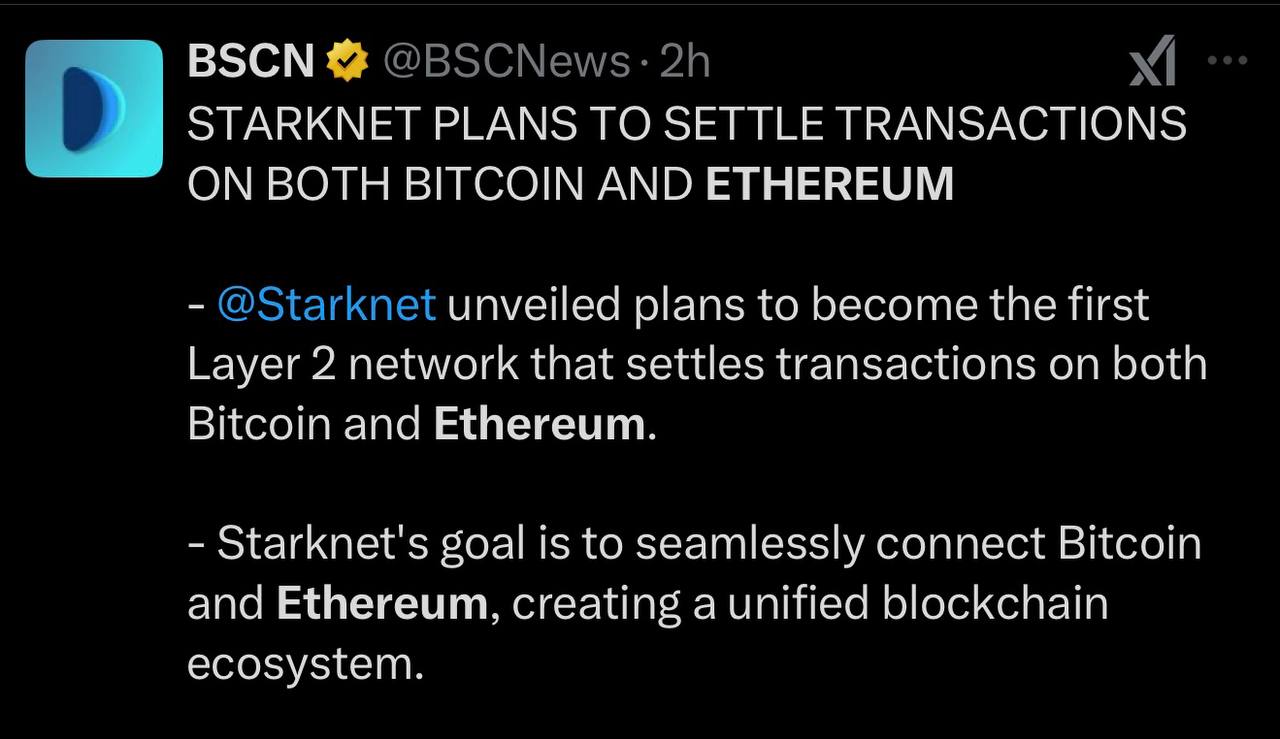 BSCN @BSCNews · 2h
STARKNET PLANS TO SETTLE TRANSACTIONS
ON BOTH BITCOIN AND ETHEREUM
- @Starknet unveiled plans to become the first
Layer 2 network that settles transactions on both
Bitcoin and Ethereum.
- Starknet's goal is to seamlessly connect Bitcoin
and Ethereum, creating a unified blockchain
ecosystem.